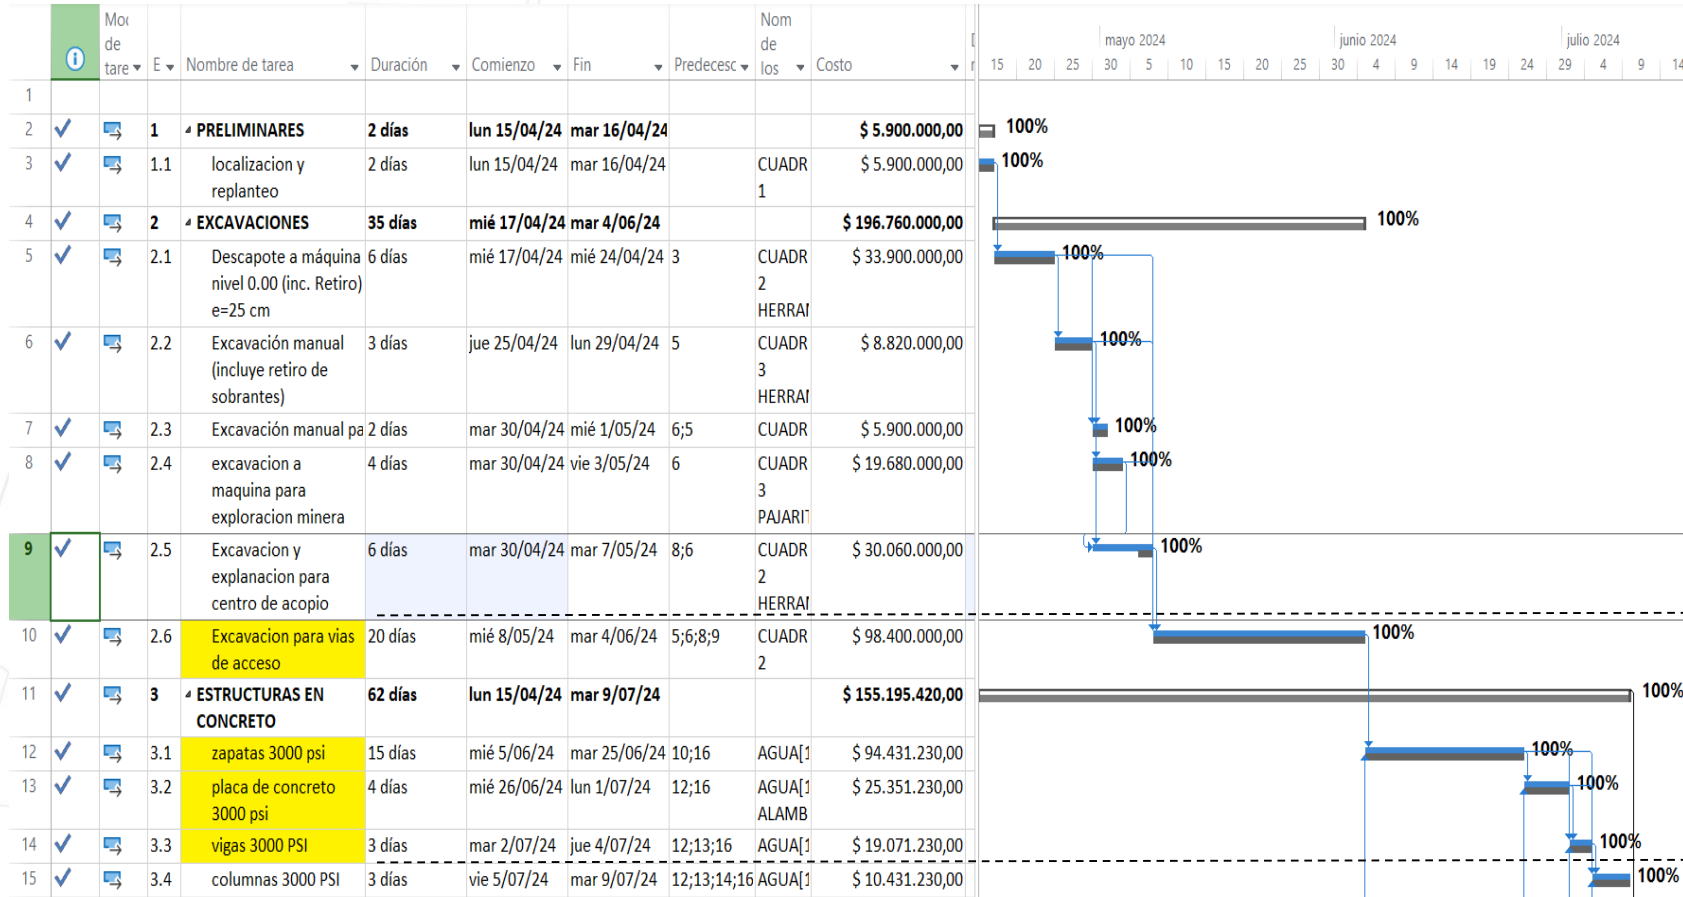 Moc
de
tare E Nombre de tarea Duración Comienzo Fin Predecesc Nom
de
los Costo
mayo 2024 junio 2024 julio 2024
15 20 25 30 5 10 15 20 25 30 4 9 14 19 24 29 4 9 14
1
2 1 PRELIMINARES 2 días lun 15/04/24 mar 16/04/24 $ 5.900.000,00 100%
3 1.1 localizacion y 2 días lun 15/04/24 mar 16/04/24 CUADR $ 5.900.000,00 100%
replanteo 1
4 2 EXCAVACIONES 35 días mié 17/04/24 mar 4/06/24 $ 196.760.000,00 100%
5 2.1 Descapote a máquina 6 días mié 17/04/24 mié 24/04/24 3 CUADR $ 33.900.000,00 100%
nivel 0.00 (inc. Retiro) 2
e=25 cm HERRAI
6 2.2 Excavación manual 3 días jue 25/04/24 lun 29/04/24 5 CUADR $ 8.820.000,00 100%
(incluye retiro de 3
sobrantes) HERRAI
7 2.3 Excavación manual pa 2 días mar 30/04/24 mié 1/05/24 6;5 CUADR $ 5.900.000,00 100%
8 2.4 excavacion a 4 días mar 30/04/24 vie 3/05/24 6 CUADR $ 19.680.000,00 100%
maquina para 3
exploracion minera PAJARIT
9 2.5 Excavacion y 6 días mar 30/04/24 mar 7/05/24 8;6 CUADR $ 30.060.000,00 100%
explanacion para 2
centro de acopio HERRAI
10 2.6 Excavacion para vias 20 días mié 8/05/24 mar 4/06/24 5;6;8;9 CUADR $ 98.400.000,00 100%
de acceso 2
11 3 ESTRUCTURAS EN 62 días lun 15/04/24 mar 9/07/24 $ 155.195.420,00 100%
CONCRETO
12 3.1 zapatas 3000 psi 15 días mié 5/06/24 mar 25/06/24 10;16 AGUA[1 $ 94.431.230,00 100%
13 3.2 placa de concreto 4 días mié 26/06/24 lun 1/07/24 12;16 AGUA[1 $ 25.351.230,00 100%
3000 psi ALAMB
14 3.3 vigas 3000 PSI 3 días mar 2/07/24 jue 4/07/24 12;13;16 AGUA[1 $ 19.071.230,00 100%
15 3.4 columnas 3000 PSI 3 días vie 5/07/24 mar 9/07/24 12;13;14;16 AGUA[1 $ 10.431.230,00 100%